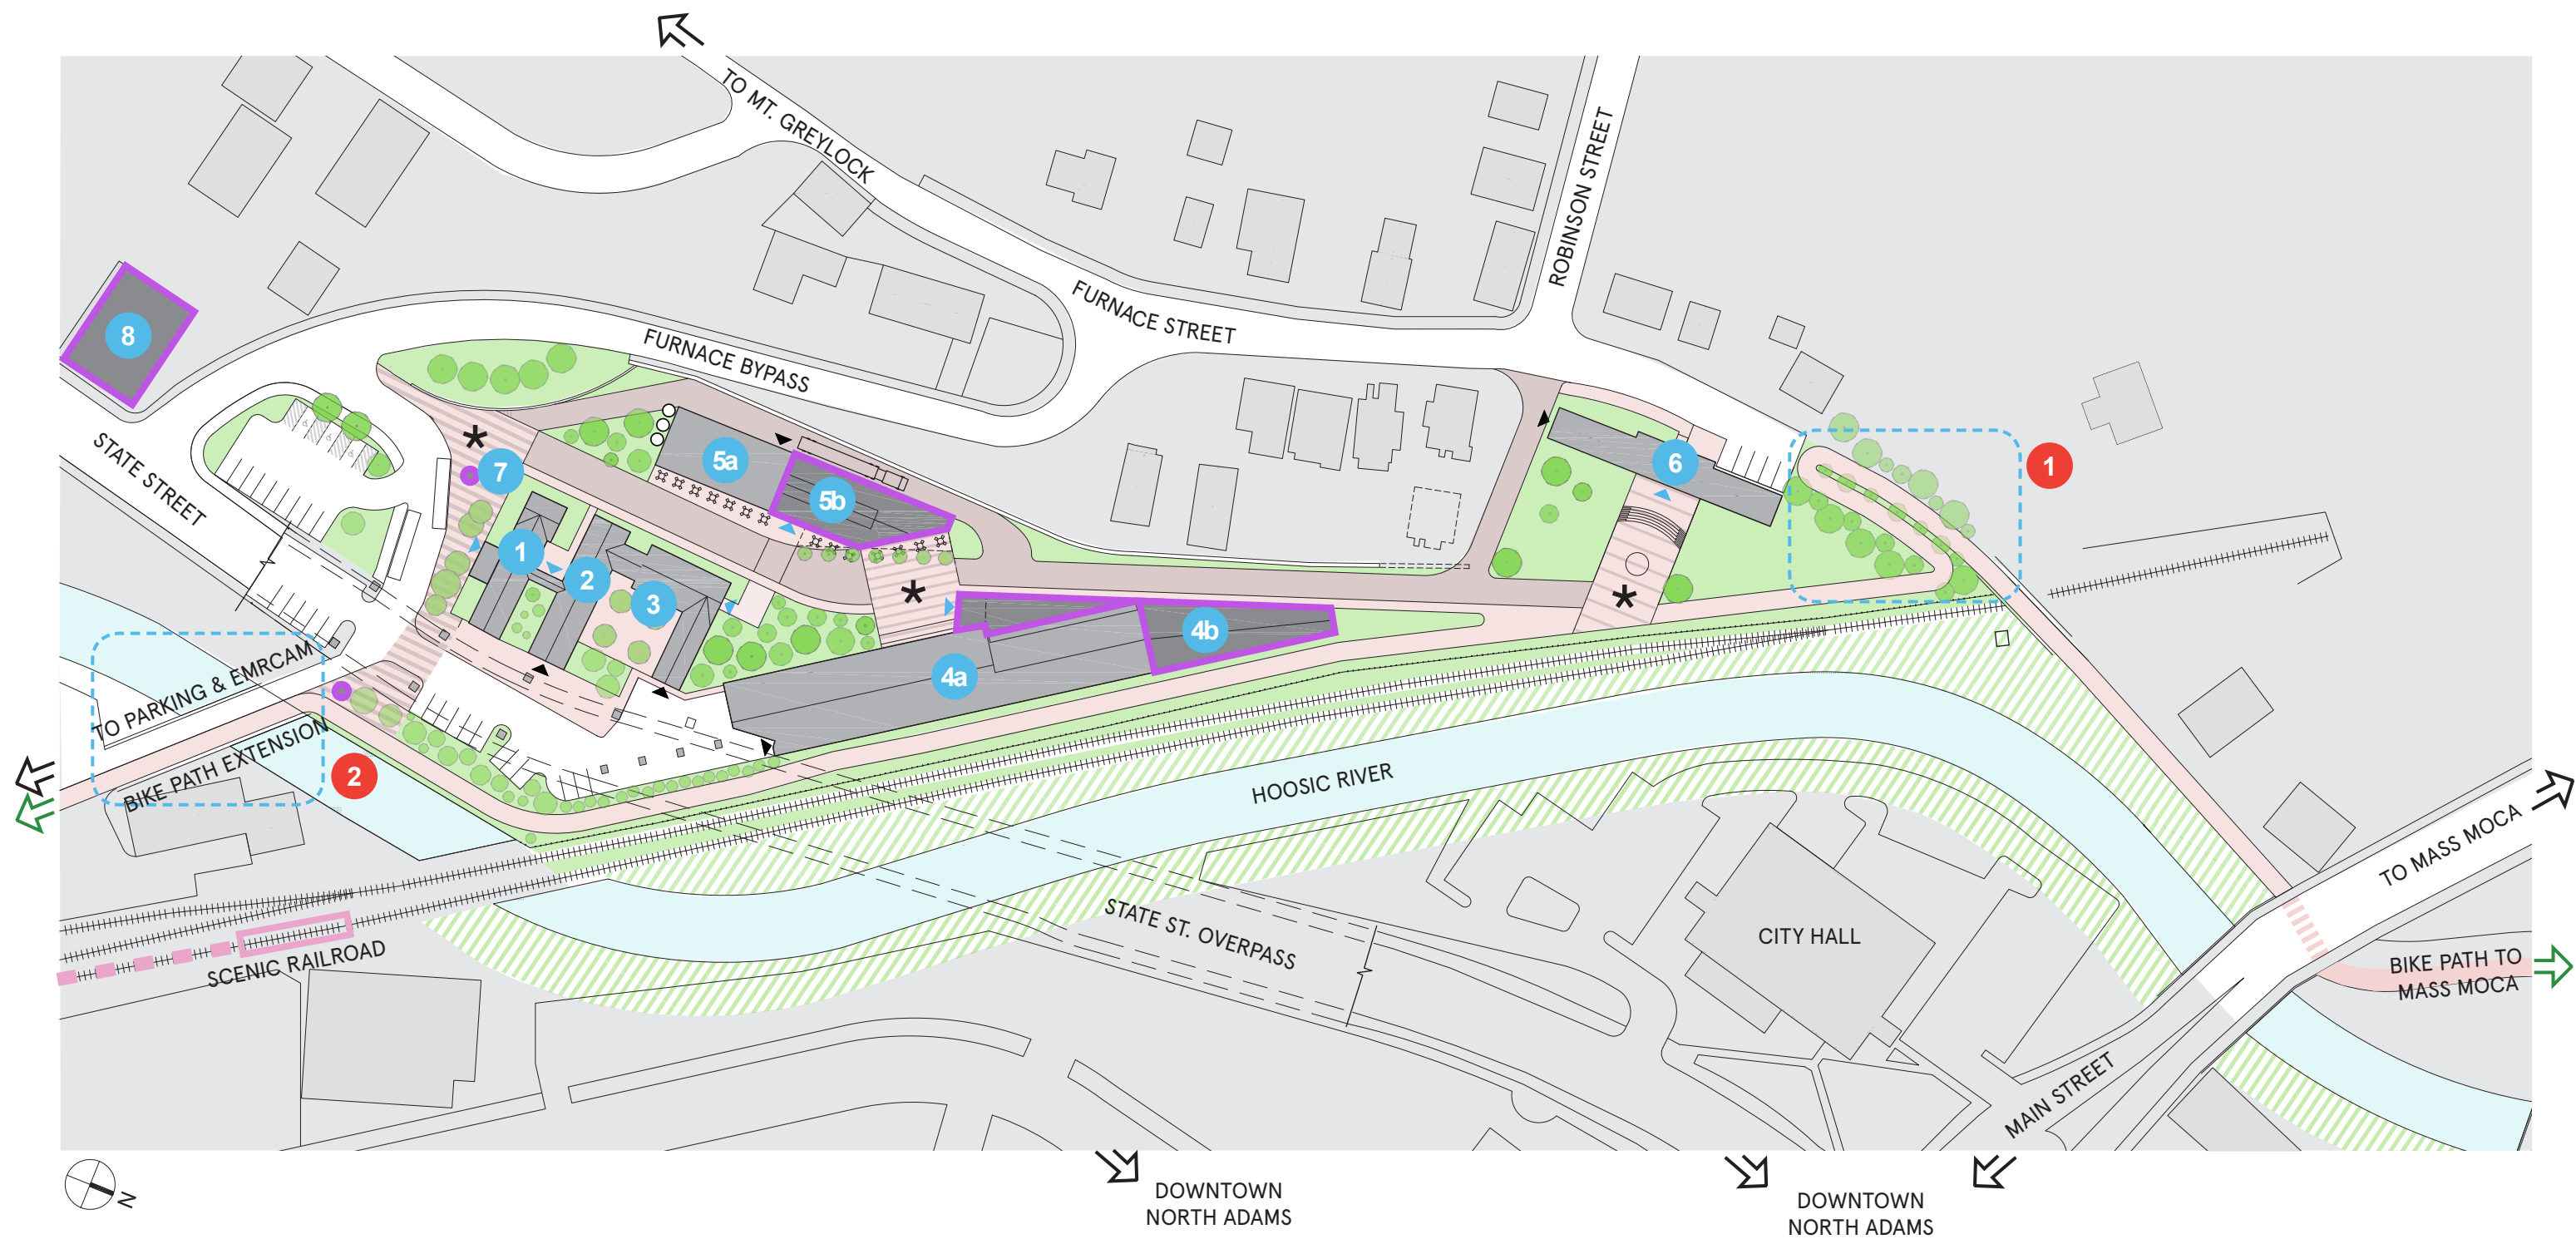 TO MT. GREYLOCK
ROBINSON STREET
FURNACE STREET
FURNACE BYPASS
8
STATE STREET
*
7
5a
5b
6
1
1
2
3
*
*
4b
4a
TO PARKING & EMRCAM
BIKE PATH EXTENSION
2
HOOSIC RIVER
TO MASS MOCA
STATE ST. OVERPASS
CITY HALL
SCENIC RAILROAD
BIKE PATH TO
MASS MOCA
MAIN STREET
N
DOWNTOWN
NORTH ADAMS
DOWNTOWN
NORTH ADAMS